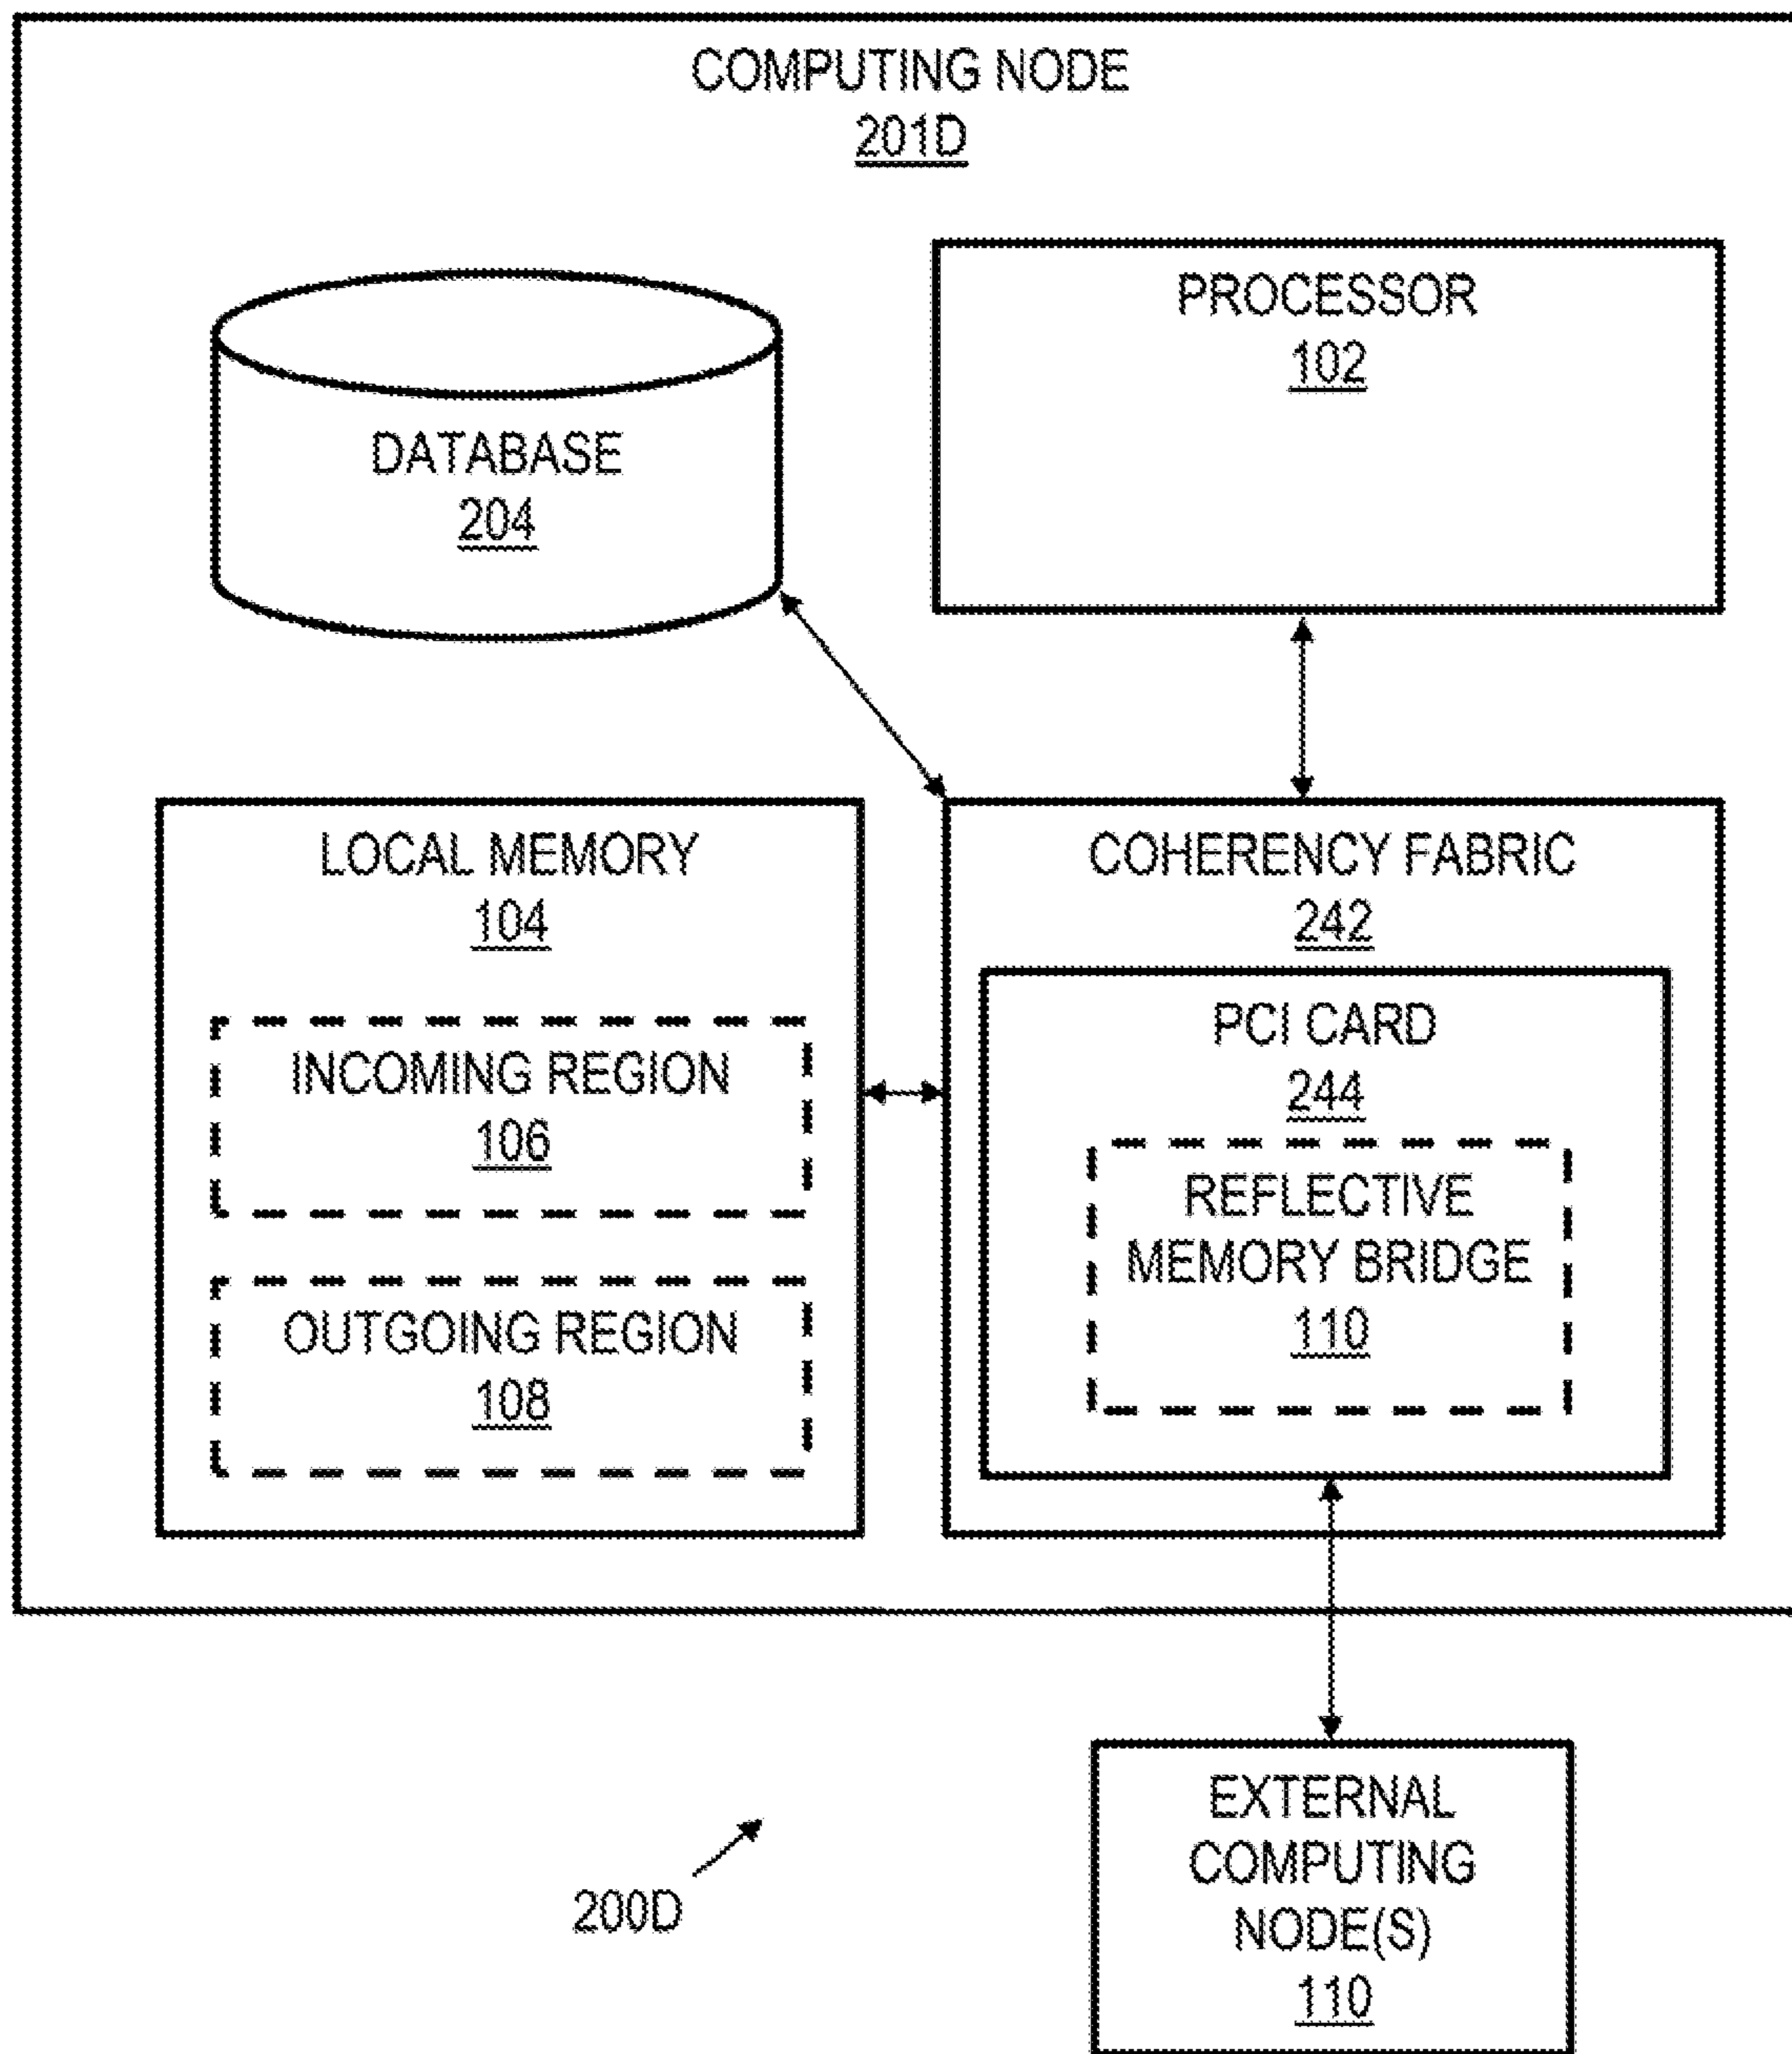 COMPUTING NODE
201D
DATABASE
204
PROCESSOR
102
LOCAL MEMORY
104
INCOMING REGION
106
OUTGOING REGION
108
COHERENCY FABRIC
242
PCI CARD
244
REFLECTIVE
MEMORY BRIDGE
110
200D
EXTERNAL
COMPUTING
NODE(S)
110